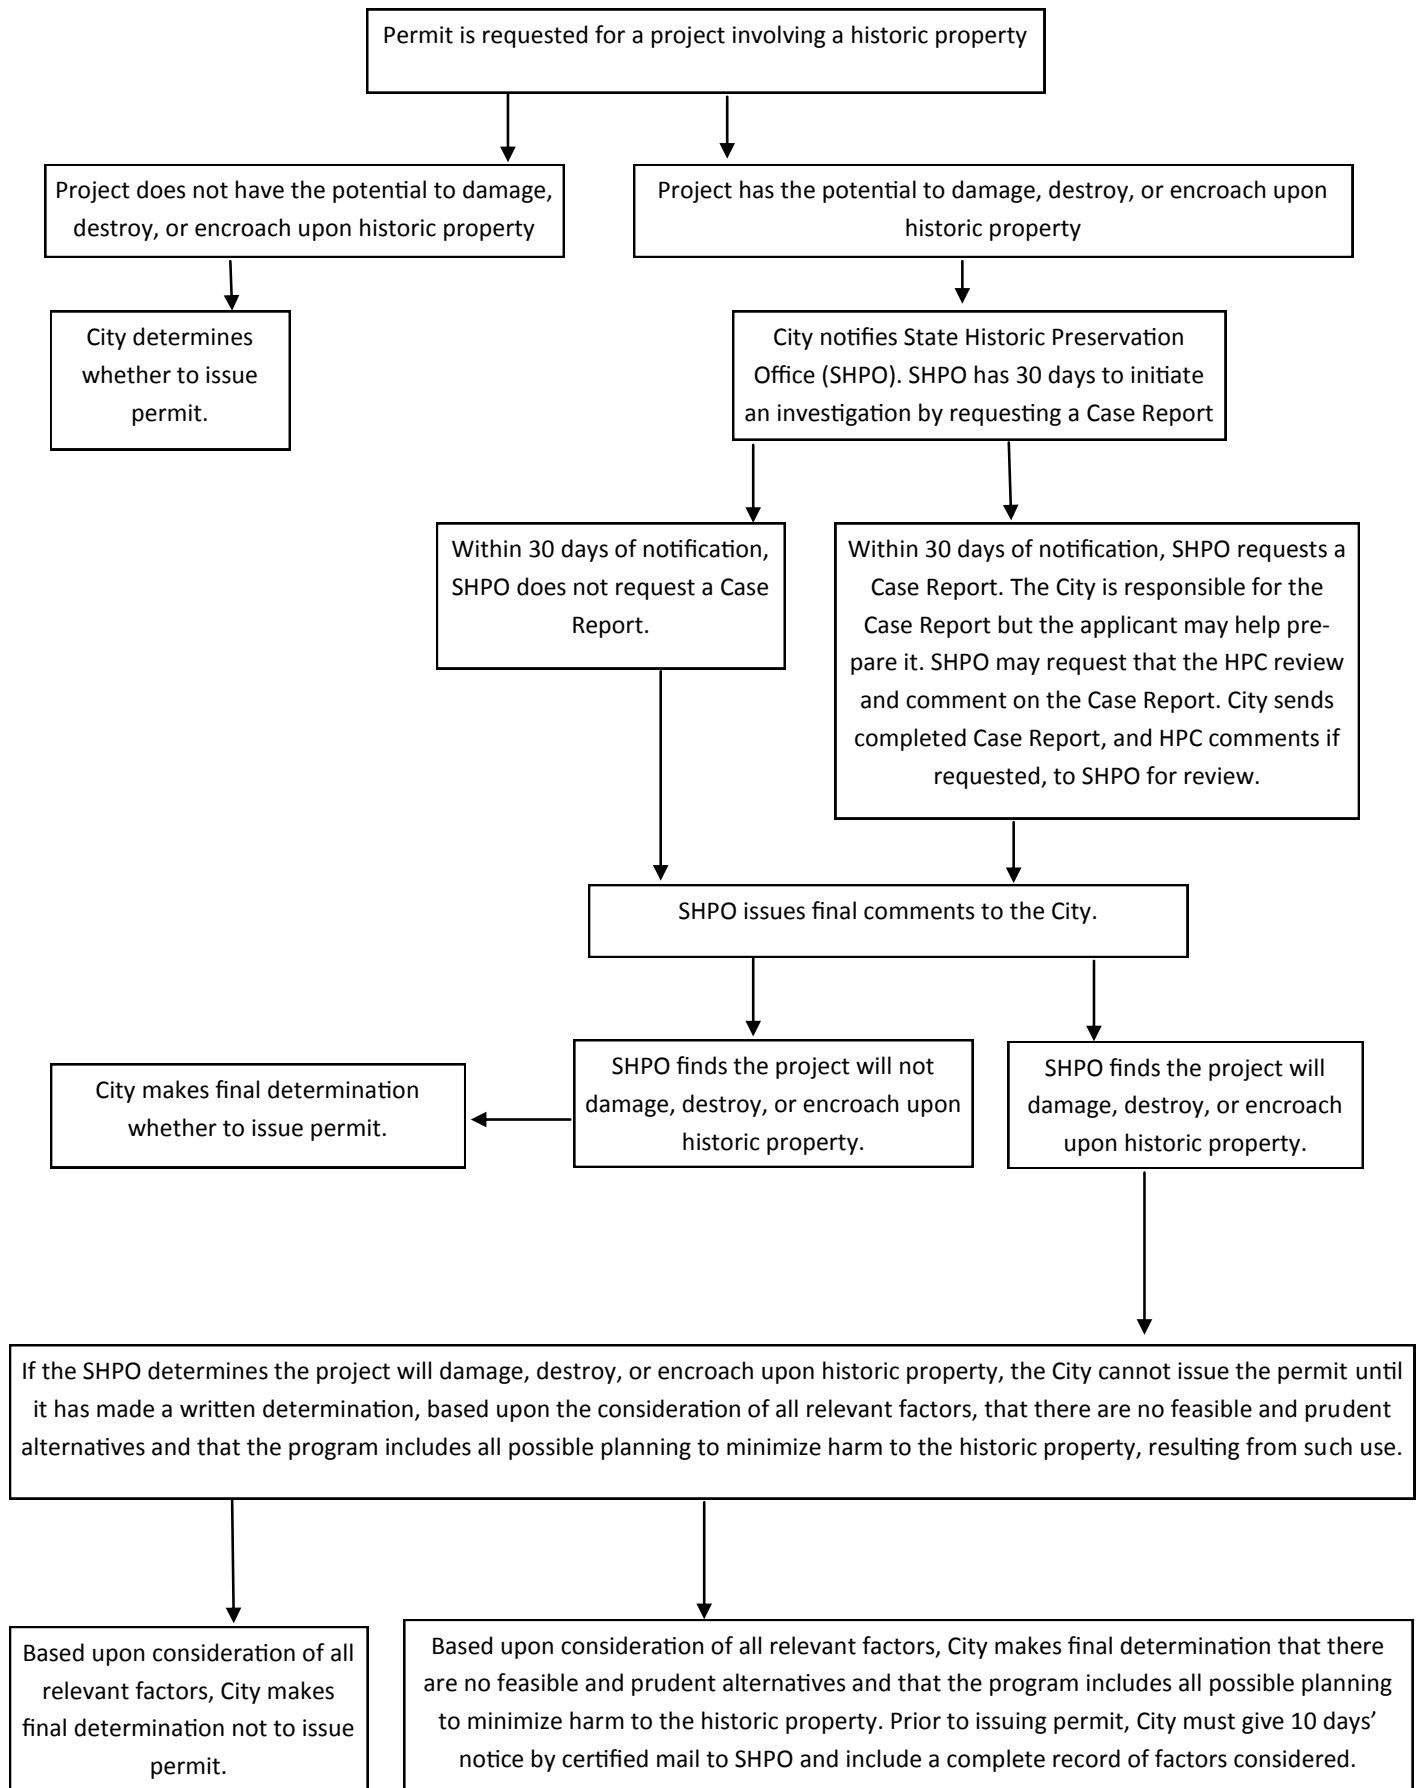 Permit is requested for a project involving a historic property
Project does not have the potential to damage,
destroy, or encroach upon historic property
Project has the potential to damage, destroy, or encroach upon
historic property
City determines
whether to issue
permit.
City notifies State Historic Preservation
Office (SHPO). SHPO has 30 days to initiate
an investigation by requesting a Case Report
Within 30 days of notification,
SHPO does not request a Case
Report.
Within 30 days of notification, SHPO requests a
Case Report. The City is responsible for the
Case Report but the applicant may help pre-
pare it. SHPO may request that the HPC review
and comment on the Case Report. City sends
completed Case Report, and HPC comments if
requested, to SHPO for review.
SHPO issues final comments to the City.
City makes final determination
whether to issue permit.
SHPO finds the project will not
damage, destroy, or encroach upon
historic property.
SHPO finds the project will
damage, destroy, or encroach
upon historic property.
If the SHPO determines the project will damage, destroy, or encroach upon historic property, the City cannot issue the permit until
it has made a written determination, based upon the consideration of all relevant factors, that there are no feasible and prudent
alternatives and that the program includes all possible planning to minimize harm to the historic property, resulting from such use.
Based upon consideration of all
relevant factors, City makes
final determination not to issue
permit.
Based upon consideration of all relevant factors, City makes final determination that there
are no feasible and prudent alternatives and that the program includes all possible planning
to minimize harm to the historic property. Prior to issuing permit, City must give 10 days’
notice by certified mail to SHPO and include a complete record of factors considered.